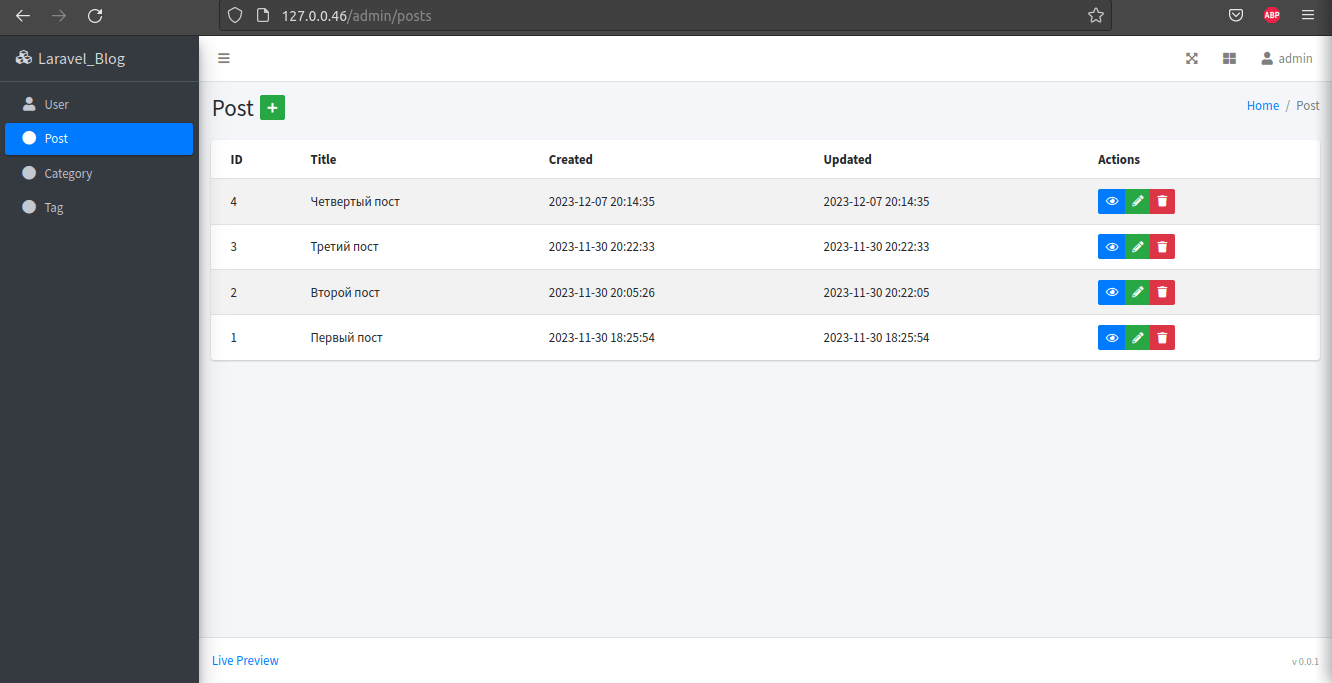 127.0.0.46/admin/posts
ABP
Laravel_Blog
admin
User
Post
Category
Tag
Post +
Home / Post
ID Title Created Updated Actions
4 Четвертый пост 2023-12-07 20:14:35 2023-12-07 20:14:35
3 Третий пост 2023-11-30 20:22:33 2023-11-30 20:22:33
2 Второй пост 2023-11-30 20:05:26 2023-11-30 20:22:05
1 Первый пост 2023-11-30 18:25:54 2023-11-30 18:25:54
Live Preview
v 0.0.1